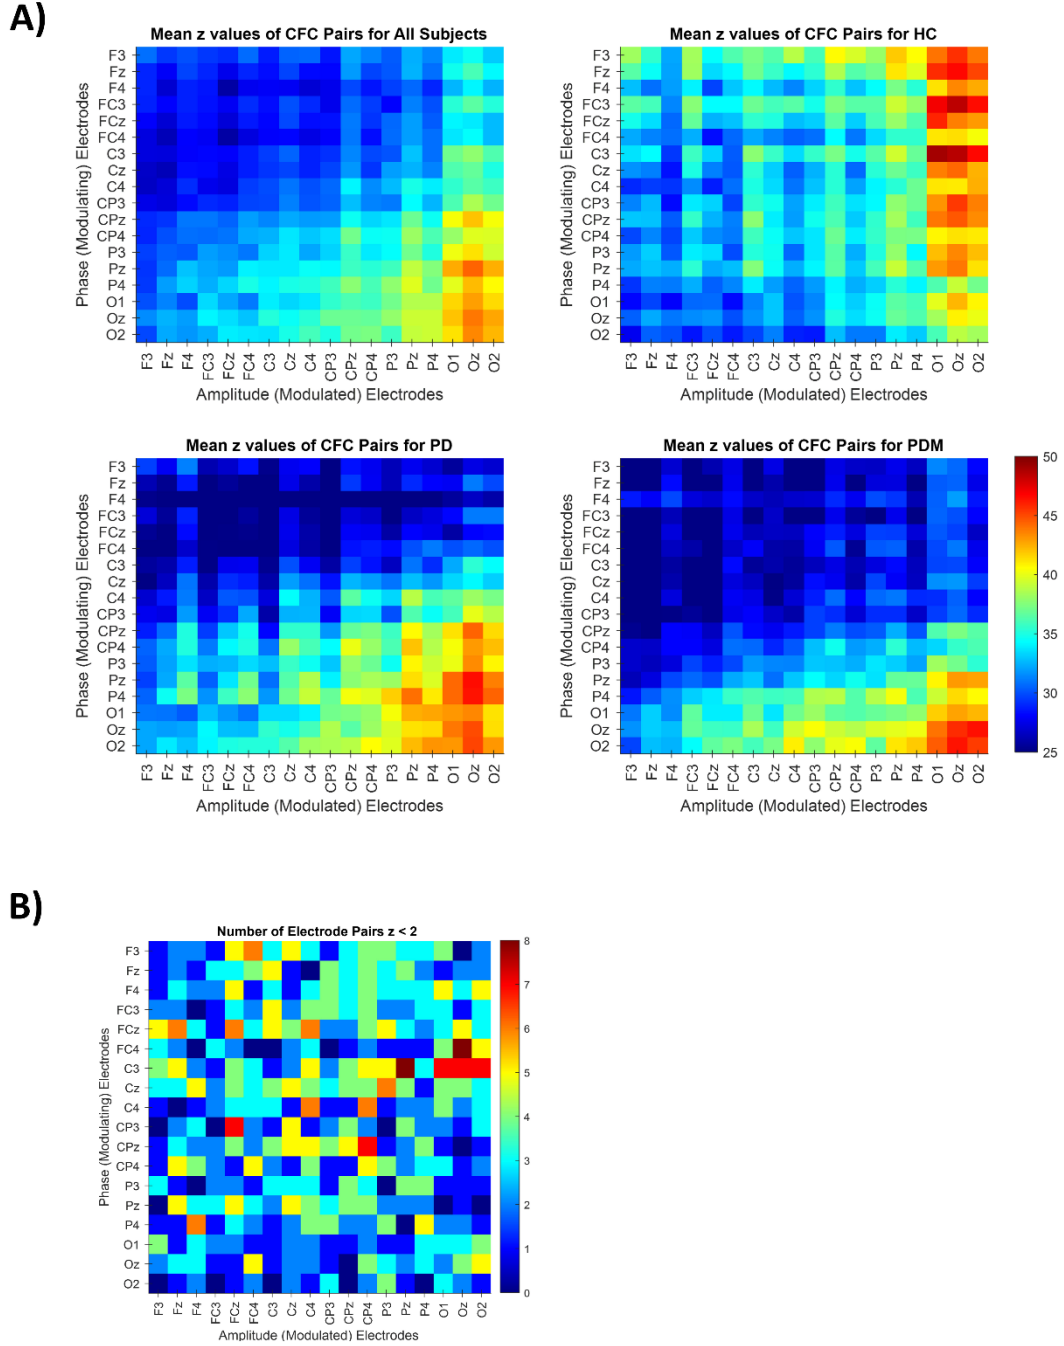 A)
Mean z values of CFC Pairs for All Subjects
Phase (Modulating) Electrodes
F3
Fz
F4
FC3
FCz
FC4
C3
Cz
C4
CP3
CPz
CP4
P3
Pz
P4
O1
Oz
O2
F3 Fz F4 FC3 FCz FC4 C3 Cz C4 CP3 CPz CP4 P3 Pz P4 O1 Oz O2
Amplitude (Modulated) Electrodes
Mean z values of CFC Pairs for HC
Phase (Modulating) Electrodes
F3
Fz
F4
FC3
FCz
FC4
C3
Cz
C4
CP3
CPz
CP4
P3
Pz
P4
O1
Oz
O2
F3 Fz F4 FC3 FCz FC4 C3 Cz C4 CP3 CPz CP4 P3 Pz P4 O1 Oz O2
Amplitude (Modulated) Electrodes
Mean z values of CFC Pairs for PD
Phase (Modulating) Electrodes
F3
Fz
F4
FC3
FCz
FC4
C3
Cz
C4
CP3
CPz
CP4
P3
Pz
P4
O1
Oz
O2
F3 Fz F4 FC3 FCz FC4 C3 Cz C4 CP3 CPz CP4 P3 Pz P4 O1 Oz O2
Amplitude (Modulated) Electrodes
Mean z values of CFC Pairs for PDM
Phase (Modulating) Electrodes
F3
Fz
F4
FC3
FCz
FC4
C3
Cz
C4
CP3
CPz
CP4
P3
Pz
P4
O1
Oz
O2
F3 Fz F4 FC3 FCz FC4 C3 Cz C4 CP3 CPz CP4 P3 Pz P4 O1 Oz O2
Amplitude (Modulated) Electrodes
50
45
40
35
30
25
B)
Number of Electrode Pairs z < 2
Phase (Modulating) Electrodes
F3
Fz
F4
FC3
FCz
FC4
C3
Cz
C4
CP3
CPz
CP4
P3
Pz
P4
O1
Oz
O2
F3 Fz F4 FC3 FCz FC4 C3 Cz C4 CP3 CPz CP4 P3 Pz P4 O1 Oz O2
Amplitude (Modulated) Electrodes
8
7
6
5
4
3
2
1
0